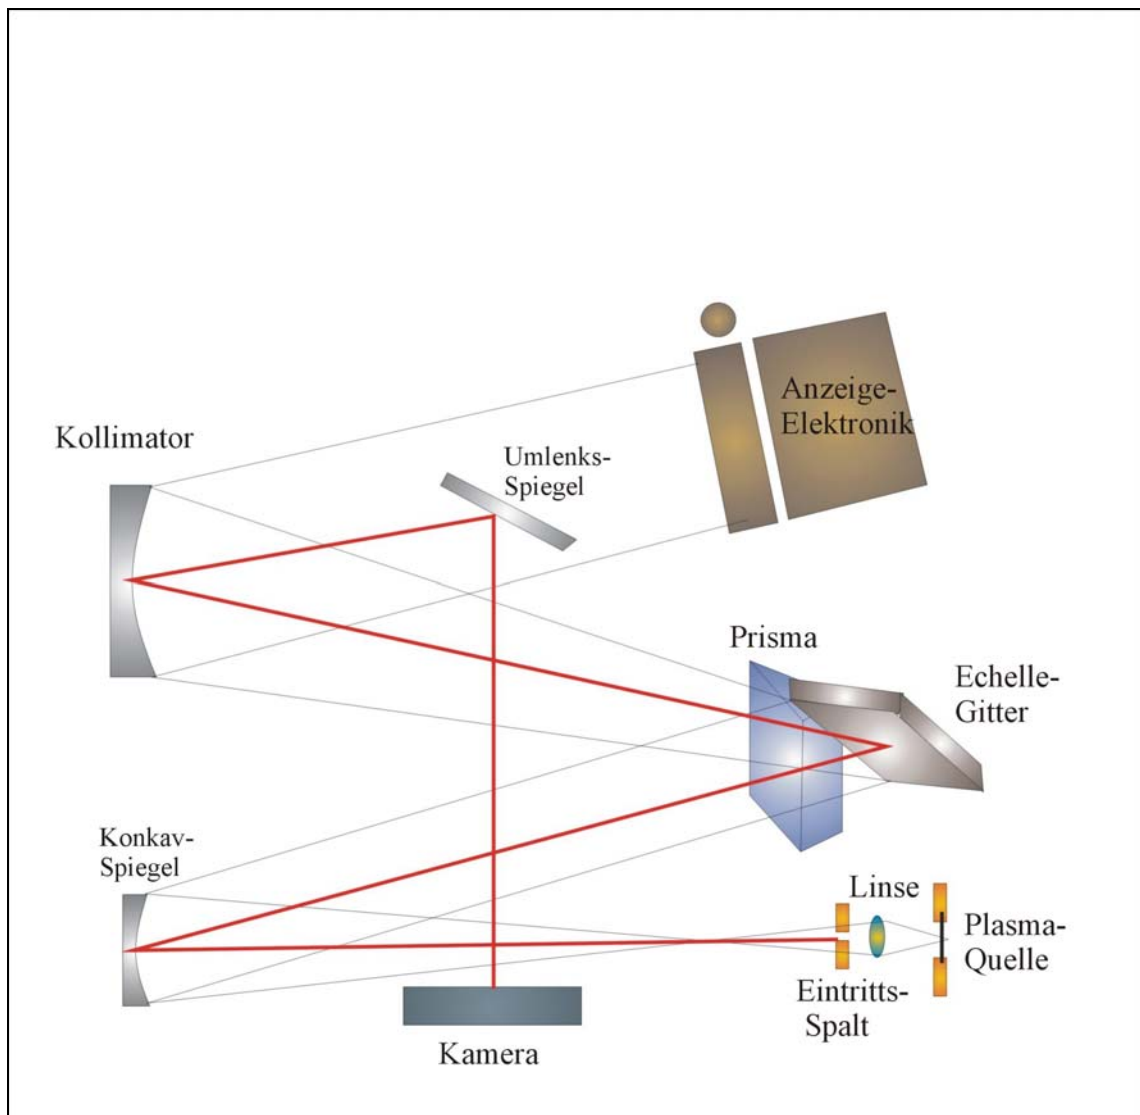 Anzeige-
Elektronik
Kollimator
Umlenks-
Spiegel
Prisma
Echelle-
Gitter
Konkav-
Spiegel
Linse
Plasma-
Quelle
Eintritts-
Spalt
Kamera